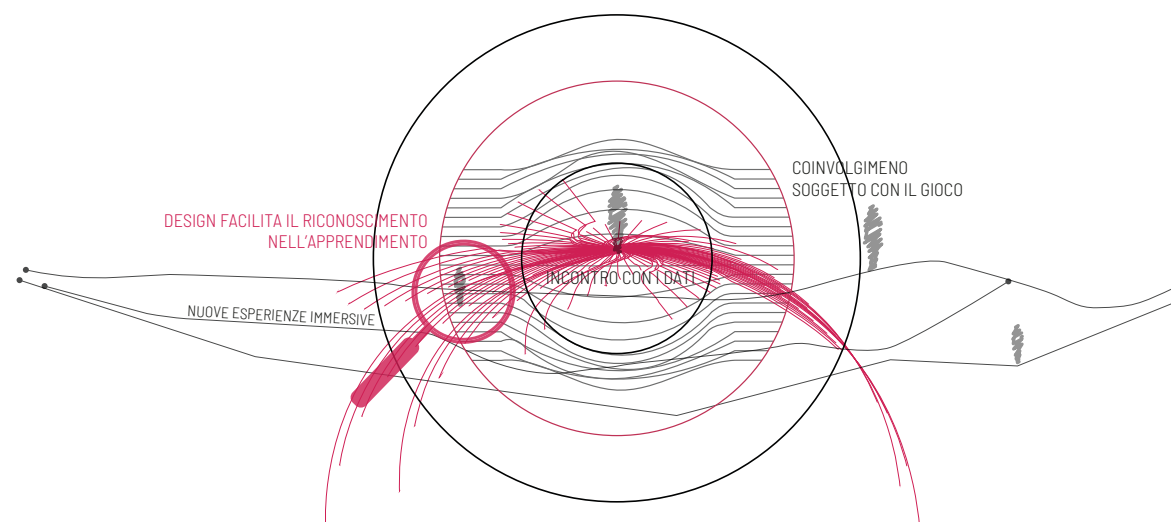 COINVOLGIMENO
SOGGETTO CON IL GIOCO
DESIGN FACILITA IL RICONOSCIMENTO
NELL'APPRENDIMENTO
INCONTRO CON I DATI
NUOVE ESPERIENZE IMMERSIVE